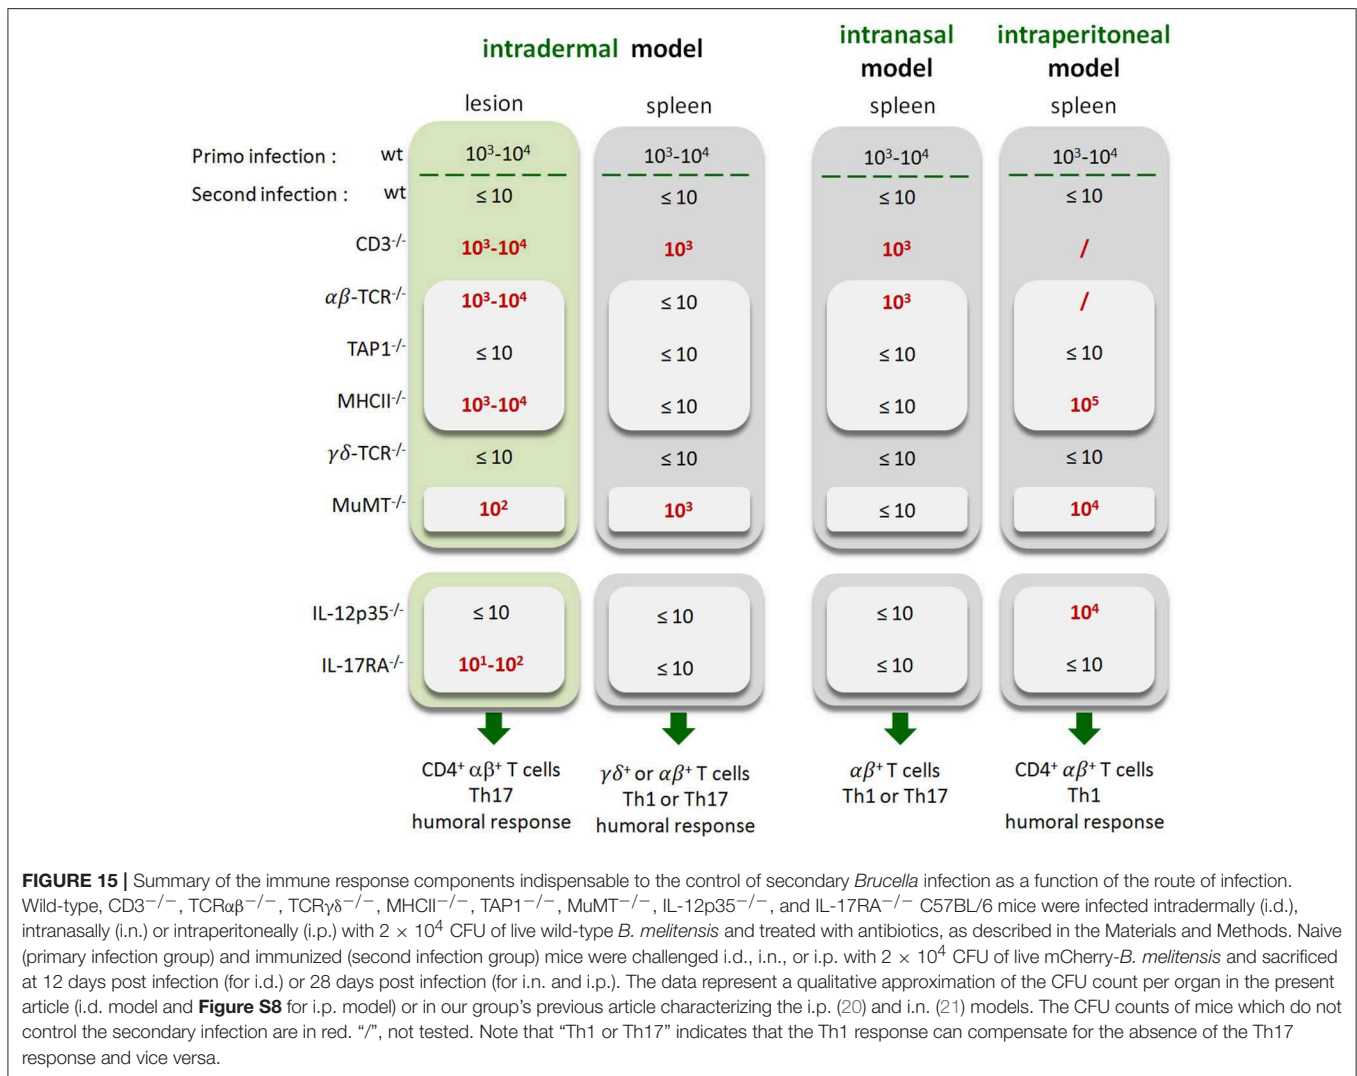 intradermal model
intranasal model
intraperitoneal model
lesion spleen spleen spleen
Primo infection : wt 10³-10⁴ 10³-10⁴ 10³-10⁴ 10³-10⁴
Second infection : wt ≤ 10 ≤ 10 ≤ 10 ≤ 10
CD3⁻/⁻ 10³-10⁴ 10³ 10³ /
αβ-TCR⁻/⁻ 10³-10⁴ ≤ 10 10³ /
TAP1⁻/⁻ ≤ 10 ≤ 10 ≤ 10 ≤ 10
MHCII⁻/⁻ 10³-10⁴ ≤ 10 ≤ 10 10⁵
γδ-TCR⁻/⁻ ≤ 10 ≤ 10 ≤ 10 ≤ 10
MuMT⁻/⁻ 10² 10³ ≤ 10 10⁴
IL-12p35⁻/⁻ ≤ 10 ≤ 10 ≤ 10 10⁴
IL-17RA⁻/⁻ 10¹-10² ≤ 10 ≤ 10 ≤ 10
CD4⁺ αβ⁺ T cells
Th17
humoral response
γδ⁺ or αβ⁺ T cells
Th1 or Th17
humoral response
αβ⁺ T cells
Th1 or Th17
CD4⁺ αβ⁺ T cells
Th1
humoral response
FIGURE 15 | Summary of the immune response components indispensable to the control of secondary Brucella infection as a function of the route of infection.
Wild-type, CD3−/−, TCRαβ−/−, TCRγδ−/−, MHCII−/−, TAP1−/−, MuMT−/−, IL-12p35−/−, and IL-17RA−/− C57BL/6 mice were infected intradermally (i.d.),
intranasally (i.n.) or intraperitoneally (i.p.) with 2 × 10⁴ CFU of live wild-type B. melitensis and treated with antibiotics, as described in the Materials and Methods. Naive
(primary infection group) and immunized (second infection group) mice were challenged i.d., i.n., or i.p. with 2 × 10⁴ CFU of live mCherry-B. melitensis and sacrificed
at 12 days post infection (for i.d.) or 28 days post infection (for i.n. and i.p.). The data represent a qualitative approximation of the CFU count per organ in the present
article (i.d. model and Figure S8 for i.p. model) or in our group's previous article characterizing the i.p. (20) and i.n. (21) models. The CFU counts of mice which do not
control the secondary infection are in red. "/", not tested. Note that "Th1 or Th17" indicates that the Th1 response can compensate for the absence of the Th17
response and vice versa.